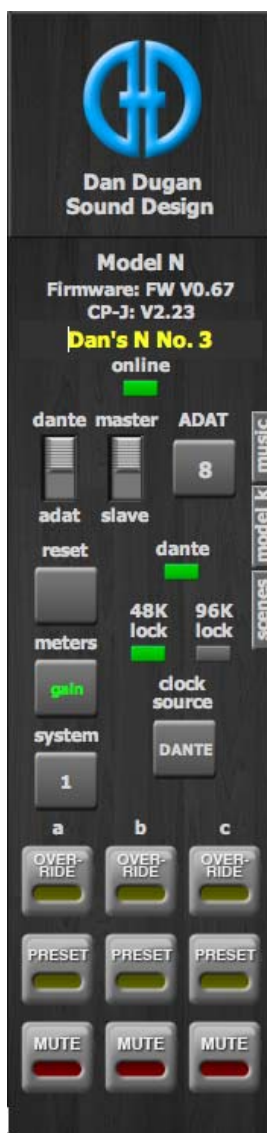 Dan Dugan
Sound Design
Model N
Firmware: FW V0.67
CP-J: V2.23
Dan's N No. 3
online
dante master ADAT
8
adat slave
music
model k
scenes
reset dante
48K 96K
lock lock
meters
gain
clock
source
system
DANTE
1
a b c
OVER-
RIDE
OVER-
RIDE
OVER-
RIDE
PRESET PRESET PRESET
MUTE MUTE MUTE